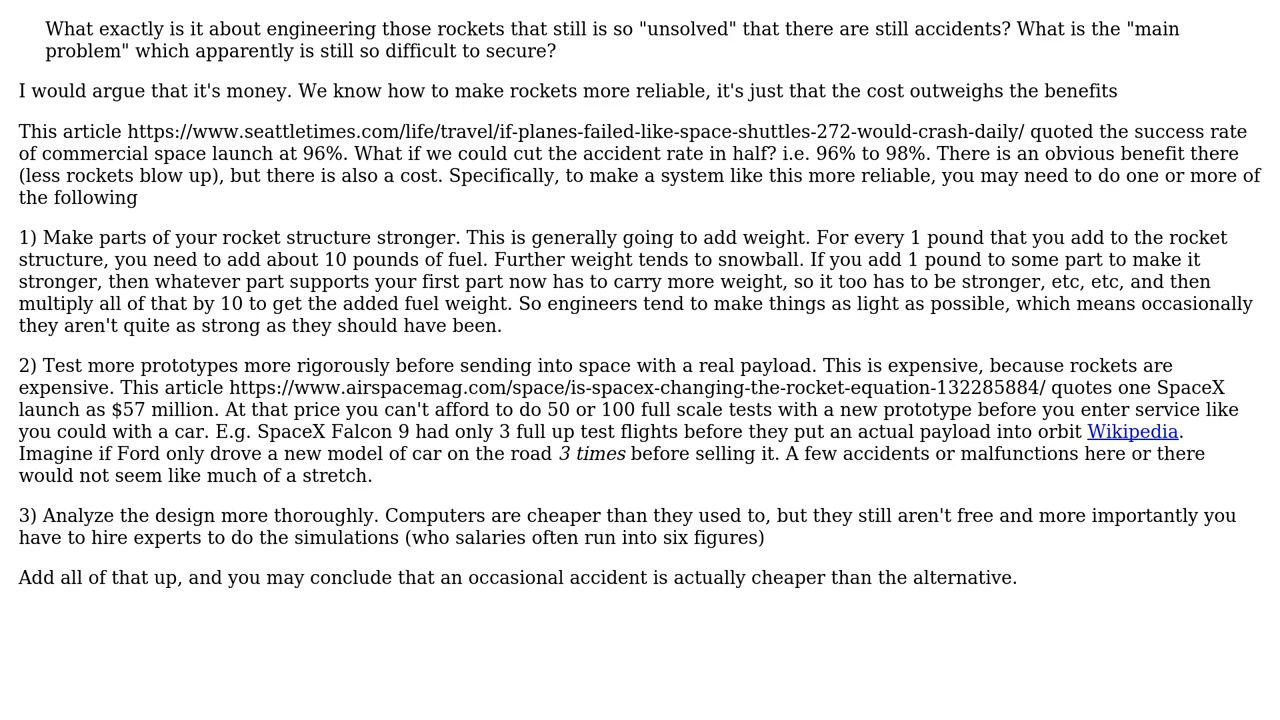 What exactly is it about engineering those rockets that still is so "unsolved" that there are still accidents? What is the "main
problem" which apparently is still so difficult to secure?
I would argue that it's money. We know how to make rockets more reliable, it's just that the cost outweighs the benefits
This article https://www.seattletimes.com/life/travel/if-planes-failed-like-space-shuttles-272-would-crash-daily/ quoted the success rate
of commercial space launch at 96%. What if we could cut the accident rate in half? i.e. 96% to 98%. There is an obvious benefit there
(less rockets blow up), but there is also a cost. Specifically, to make a system like this more reliable, you may need to do one or more of
the following
1) Make parts of your rocket structure stronger. This is generally going to add weight. For every 1 pound that you add to the rocket
structure, you need to add about 10 pounds of fuel. Further weight tends to snowball. If you add 1 pound to some part to make it
stronger, then whatever part supports your first part now has to carry more weight, so it too has to be stronger, etc, etc, and then
multiply all of that by 10 to get the added fuel weight. So engineers tend to make things as light as possible, which means occasionally
they aren't quite as strong as they should have been.
2) Test more prototypes more rigorously before sending into space with a real payload. This is expensive, because rockets are
expensive. This article https://www.airspacemag.com/space/is-spacex-changing-the-rocket-equation-132285884/ quotes one SpaceX
launch as $57 million. At that price you can't afford to do 50 or 100 full scale tests with a new prototype before you enter service like
you could with a car. E.g. SpaceX Falcon 9 had only 3 full up test flights before they put an actual payload into orbit Wikipedia.
Imagine if Ford only drove a new model of car on the road 3 times before selling it. A few accidents or malfunctions here or there
would not seem like much of a stretch.
3) Analyze the design more thoroughly. Computers are cheaper than they used to, but they still aren't free and more importantly you
have to hire experts to do the simulations (who salaries often run into six figures)
Add all of that up, and you may conclude that an occasional accident is actually cheaper than the alternative.